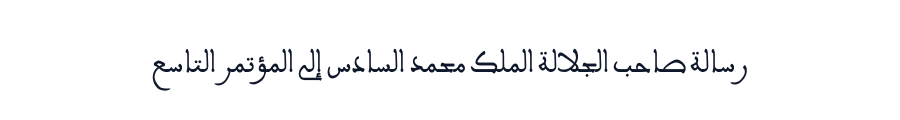 رسالة صاحب الجلالة الملك محمد السادس إلى المؤتمر التاسع